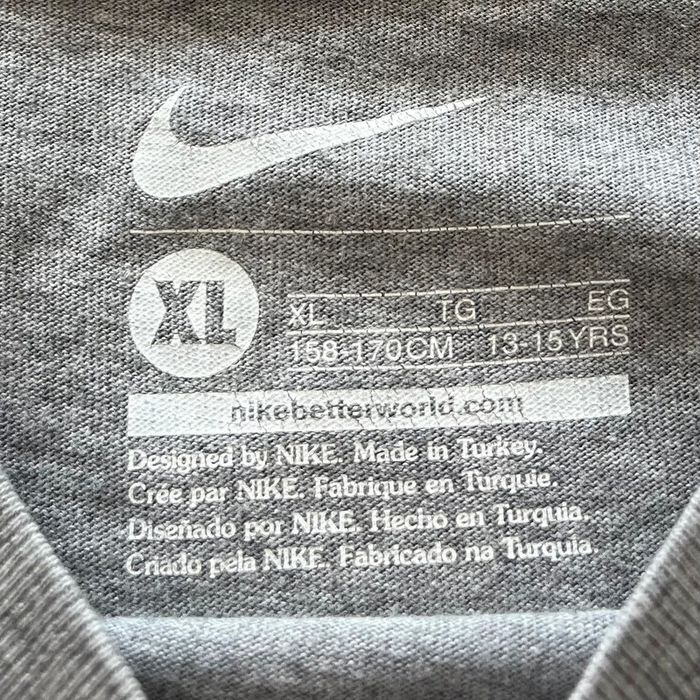 XL
XL TG EG
158-170CM 13-15YRS
nikebetterworld.com
Designed by NIKE. Made in Turkey.
Crée par NIKE. Fabrique en Turquie.
Diseñado por NIKE. Hecho en Turquia.
Criado pela NIKE. Fabricado na Turquia.